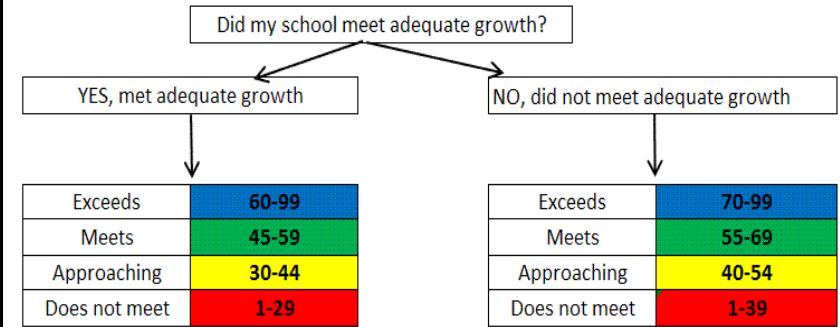 Did my school meet adequate growth?
YES, met adequate growth
NO, did not meet adequate growth
Exceeds 60-99
Meets 45-59
Approaching 30-44
Does not meet 1-29
Exceeds 70-99
Meets 55-69
Approaching 40-54
Does not meet 1-39